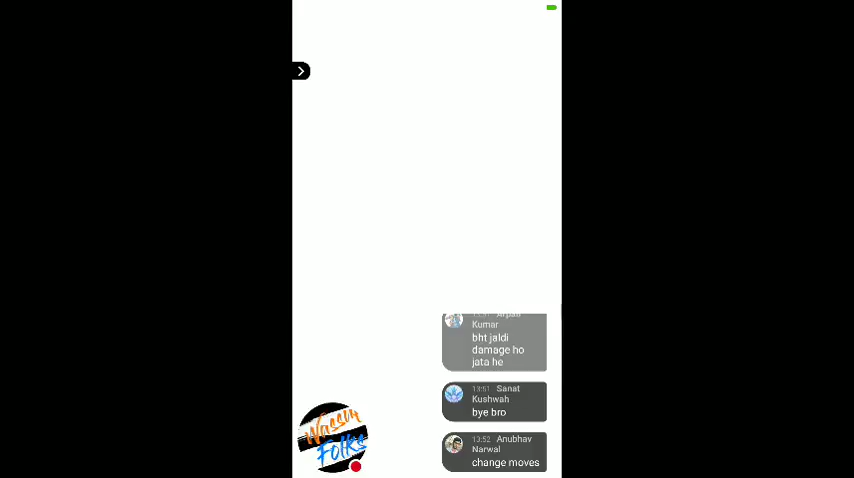 Kumar
bht jaldi
damage ho
jata he
13:51 Sanat
Kushwah
bye bro
13:52 Anubhav
Narwal
change moves
Wassup
Folks